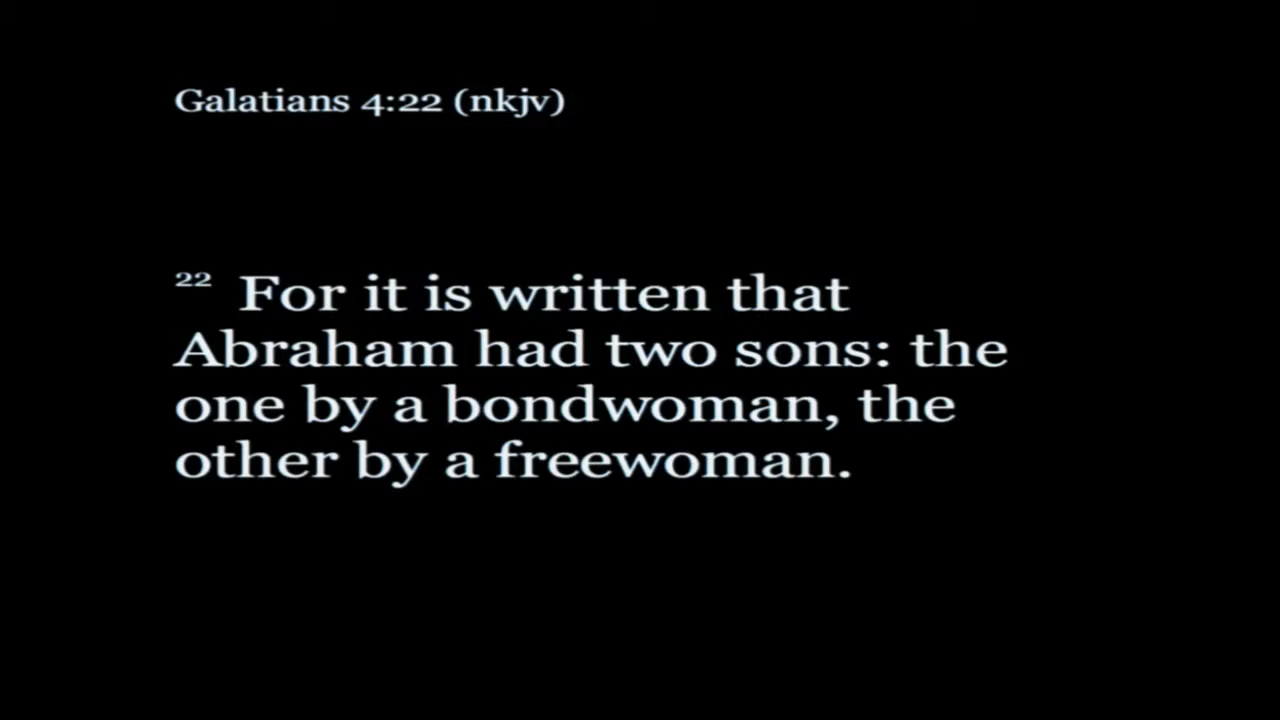 Galatians 4:22 (nkjv)
22 For it is written that
Abraham had two sons: the
one by a bondwoman, the
other by a freewoman.